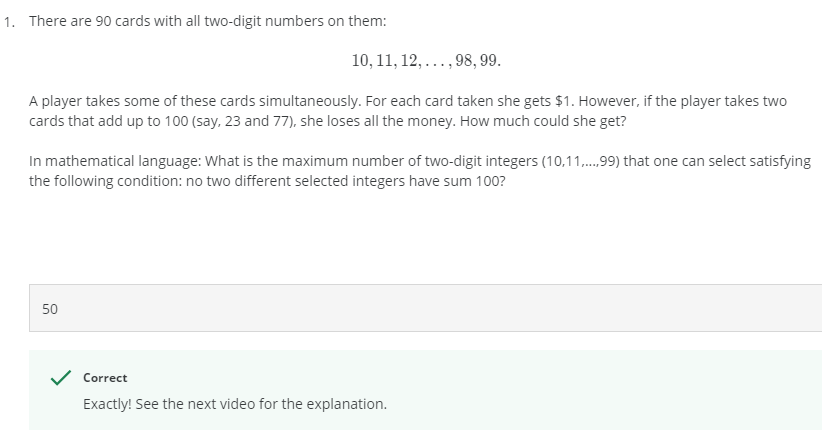 1. There are 90 cards with all two-digit numbers on them:
10, 11, 12, . . . , 98, 99.
A player takes some of these cards simultaneously. For each card taken she gets $1. However, if the player takes two
cards that add up to 100 (say, 23 and 77), she loses all the money. How much could she get?
In mathematical language: What is the maximum number of two-digit integers (10,11,...,99) that one can select satisfying
the following condition: no two different selected integers have sum 100?
50
Correct
Exactly! See the next video for the explanation.